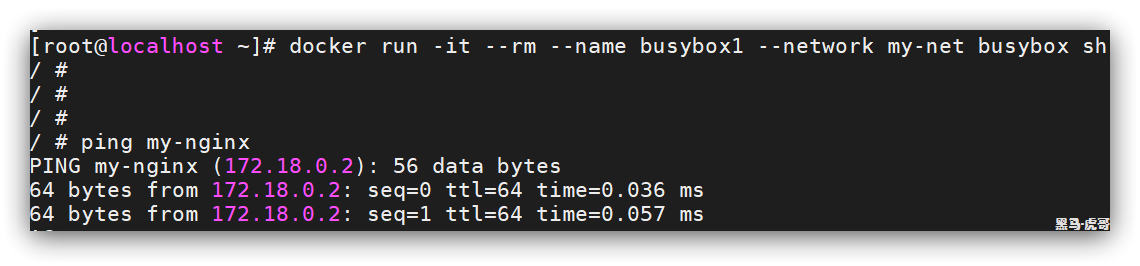 [root@localhost ~]# docker run -it --rm --name busybox1 --network my-net busybox sh
/ #
/ #
/ #
/ # ping my-nginx
PING my-nginx (172.18.0.2): 56 data bytes
64 bytes from 172.18.0.2: seq=0 ttl=64 time=0.036 ms
64 bytes from 172.18.0.2: seq=1 ttl=64 time=0.057 ms
黑马-虎哥